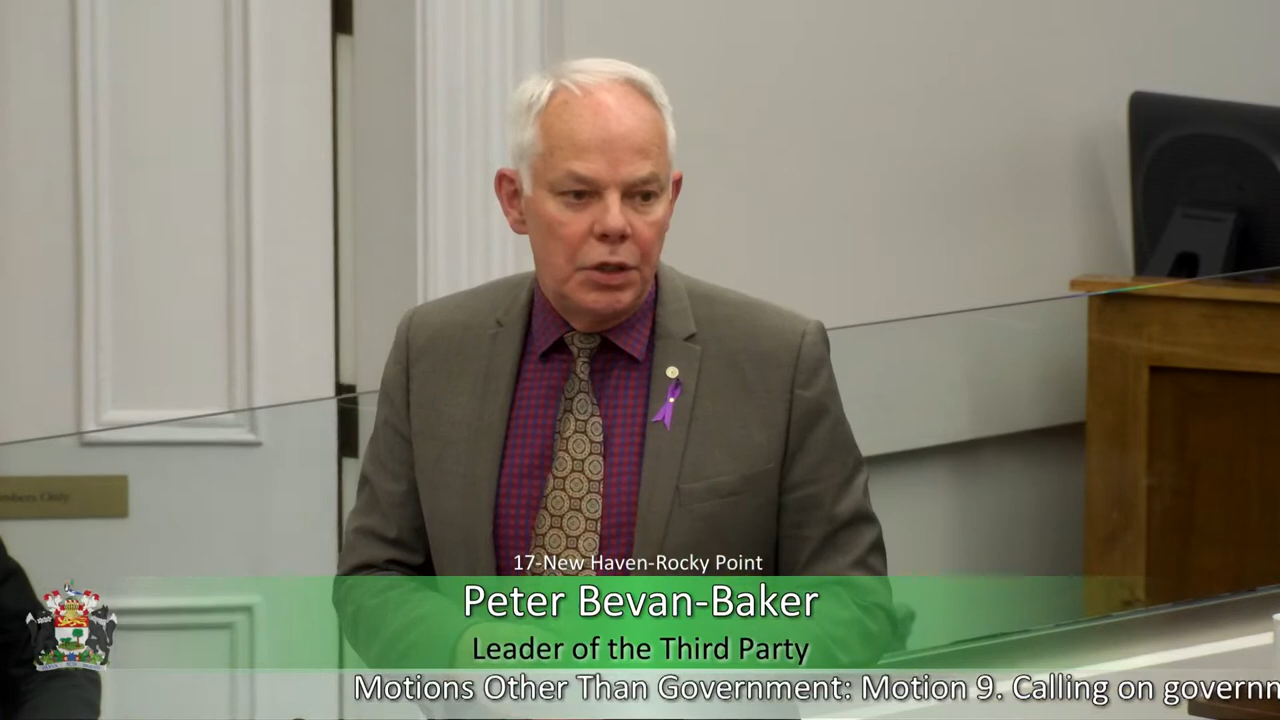 Only
17-New Haven-Rocky Point
Peter Bevan-Baker
Leader of the Third Party
Motions Other Than Government: Motion 9. Calling on governm